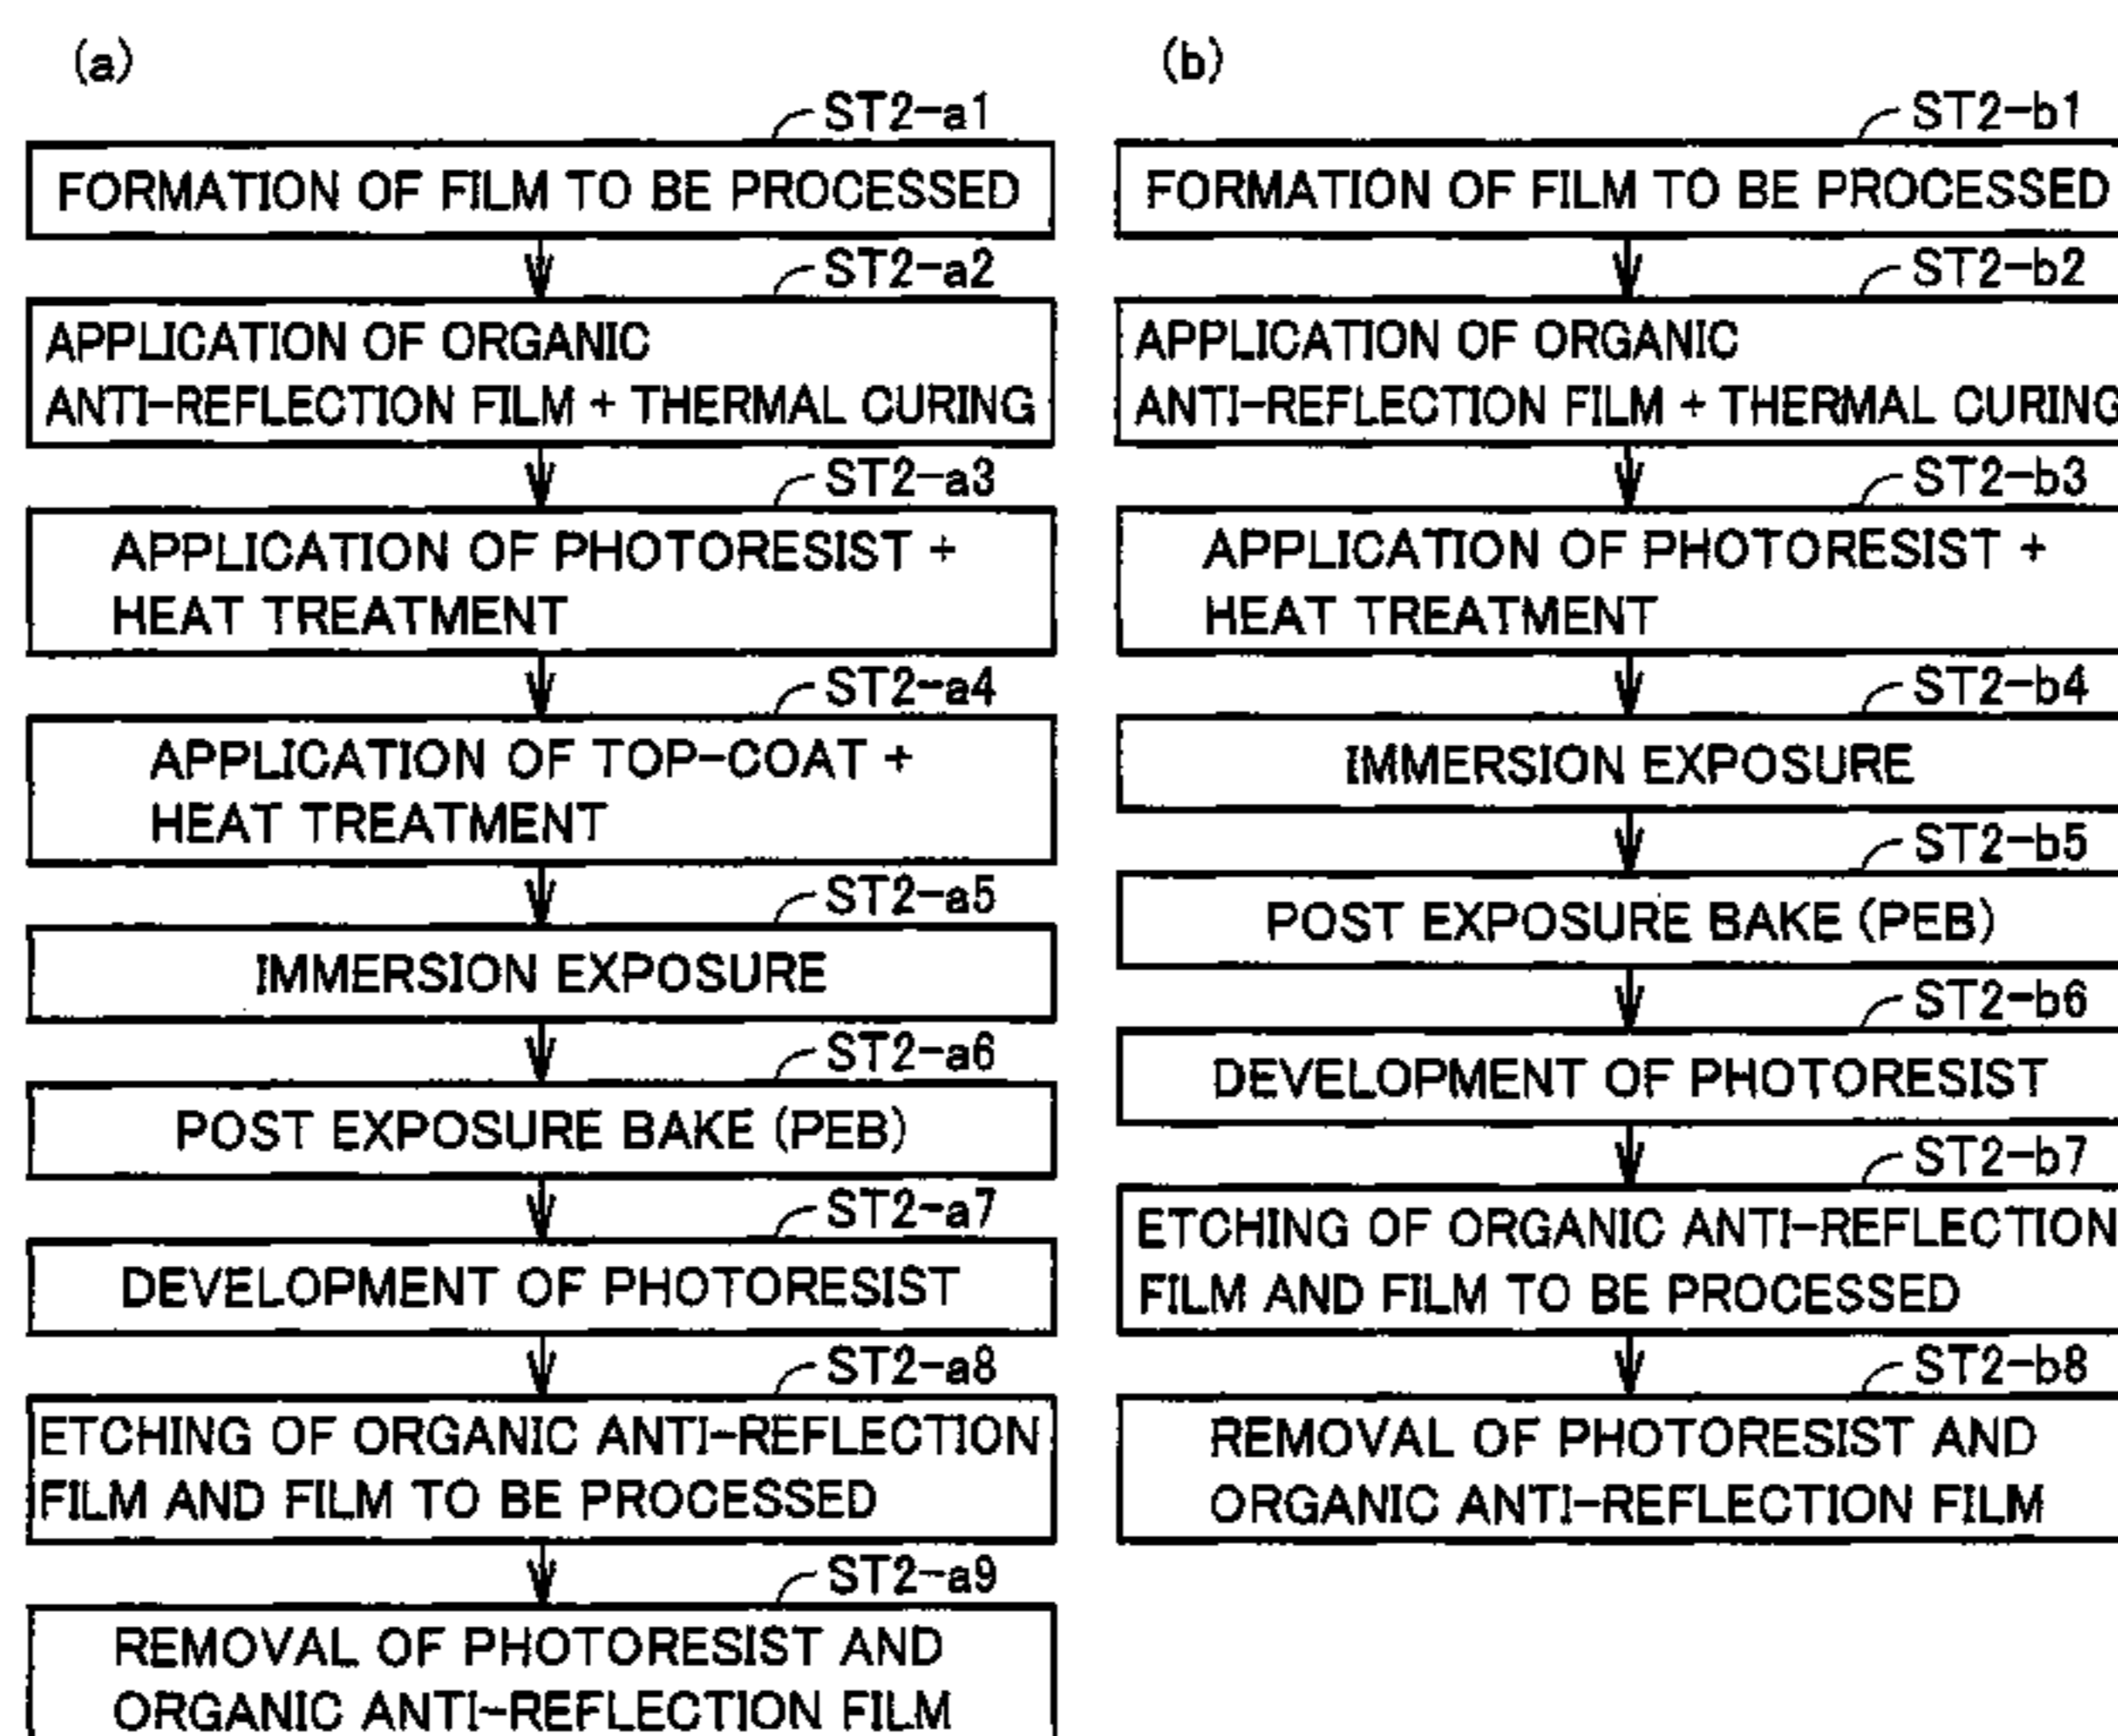 (a)
ST2-a1
FORMATION OF FILM TO BE PROCESSED
ST2-a2
APPLICATION OF ORGANIC
ANTI-REFLECTION FILM + THERMAL CURING
ST2-a3
APPLICATION OF PHOTORESIST +
HEAT TREATMENT
ST2-a4
APPLICATION OF TOP-COAT +
HEAT TREATMENT
ST2-a5
IMMERSION EXPOSURE
ST2-a6
POST EXPOSURE BAKE (PEB)
ST2-a7
DEVELOPMENT OF PHOTORESIST
ST2-a8
ETCHING OF ORGANIC ANTI-REFLECTION
FILM AND FILM TO BE PROCESSED
ST2-a9
REMOVAL OF PHOTORESIST AND
ORGANIC ANTI-REFLECTION FILM
(b)
ST2-b1
FORMATION OF FILM TO BE PROCESSED
ST2-b2
APPLICATION OF ORGANIC
ANTI-REFLECTION FILM + THERMAL CURING
ST2-b3
APPLICATION OF PHOTORESIST +
HEAT TREATMENT
ST2-b4
IMMERSION EXPOSURE
ST2-b5
POST EXPOSURE BAKE (PEB)
ST2-b6
DEVELOPMENT OF PHOTORESIST
ST2-b7
ETCHING OF ORGANIC ANTI-REFLECTION
FILM AND FILM TO BE PROCESSED
ST2-b8
REMOVAL OF PHOTORESIST AND
ORGANIC ANTI-REFLECTION FILM